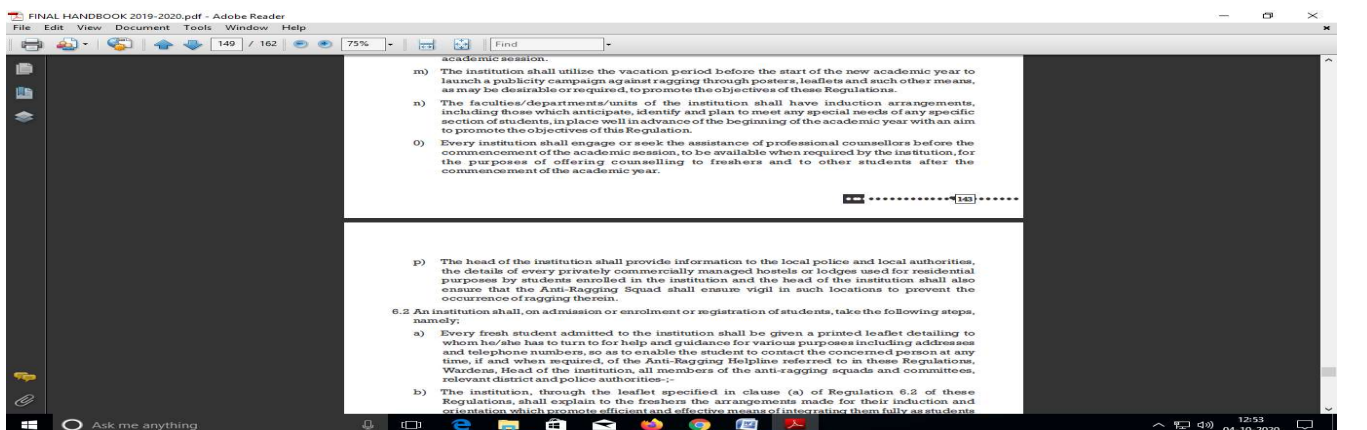 FINAL HANDBOOK 2019-2020.pdf - Adobe Reader
File Edit View Document Tools Window Help
149 / 162 75% Find
academic session.
m) The institution shall utilize the vacation period before the start of the new academic year to
launch a publicity campaign against ragging through posters, leaflets and such other means,
as may be desirable or required, to promote the objectives of these Regulations.
n) The faculties/departments/units of the institution shall have induction arrangements,
including those which anticipate, identify and plan to meet any special needs of any specific
section of students, in place well in advance of the beginning of the academic year with an aim
to promote the objectives of this Regulation.
0) Every institution shall engage or seek the assistance of professional counsellors before the
commencement of the academic session, to be available when required by the institution, for
the purposes of offering counselling to freshers and to other students after the
commencement of the academic year.
143
p) The head of the institution shall provide information to the local police and local authorities,
the details of every privately commercially managed hostels or lodges used for residential
purposes by students enrolled in the institution and the head of the institution shall also
ensure that the Anti-Ragging Squad shall ensure vigil in such locations to prevent the
occurrence of ragging therein.
6.2 An institution shall, on admission or enrolment or registration of students, take the following steps,
namely;
a) Every fresh student admitted to the institution shall be given a printed leaflet detailing to
whom he/she has to turn to for help and guidance for various purposes including addresses
and telephone numbers, so as to enable the student to contact the concerned person at any
time, if and when required, of the Anti-Ragging Helpline referred to in these Regulations,
Wardens, Head of the institution, all members of the anti-ragging squads and committees,
relevant district and police authorities-;-
b) The institution, through the leaflet specified in clause (a) of Regulation 6.2 of these
Regulations, shall explain to the freshers the arrangements made for their induction and
orientation which promote efficient and effective means of integrating them fully as students
Ask me anything
12:53
04-10-2020